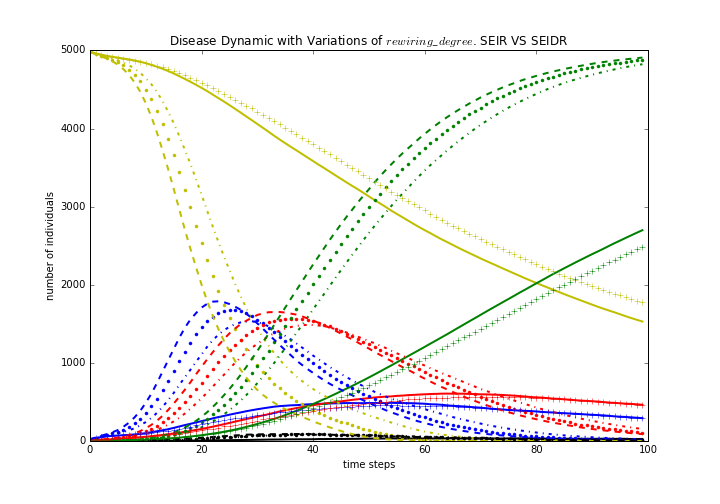 Disease Dynamic with Variations of rewiring_degree. SEIR VS SEIDR
5000
4000
3000
2000
1000
0
number of individuals
0 20 40 60 80 100
time steps